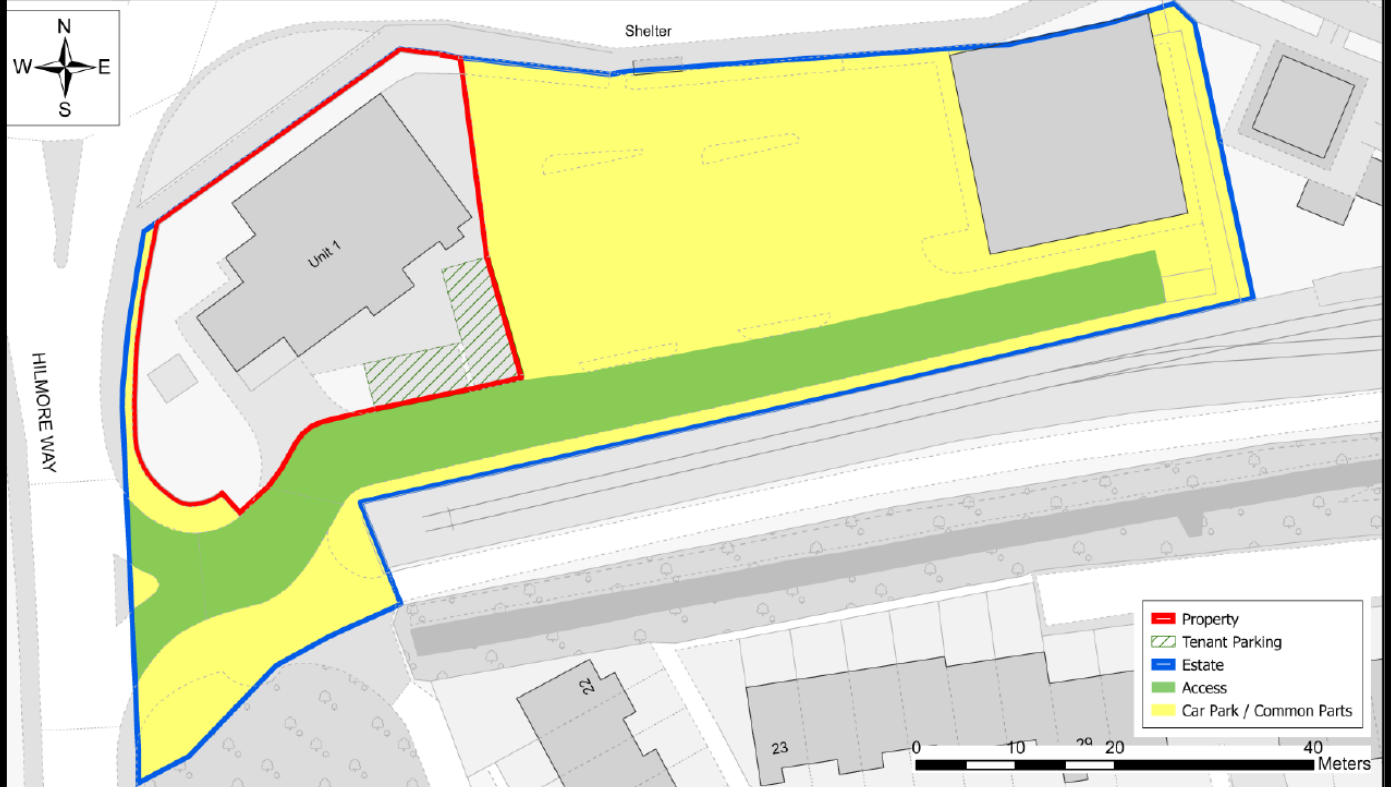 N
W E
S
Shelter
Unit 1
HILMORE WAY
22
23
29
Property
Tenant Parking
Estate
Access
Car Park / Common Parts
0 10 20 40
Meters